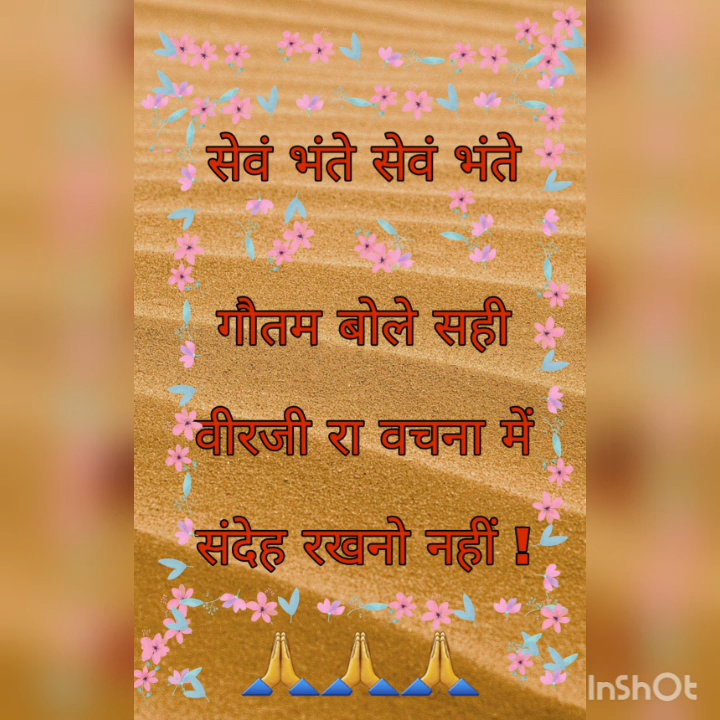 सेवं भंते सेवं भंते
गौतम बोले सही
वीरजी रा वचना में
संदेह रखनो नहीं !
InShOt